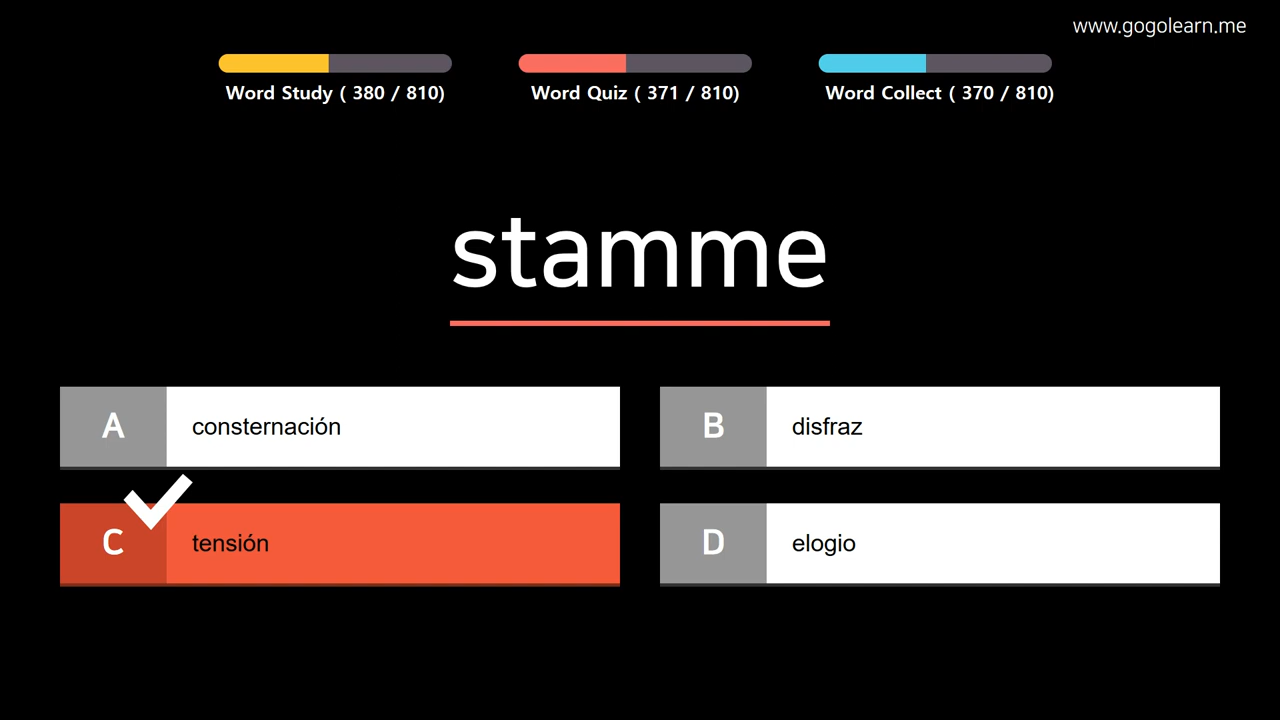 www.gogolearn.me
Word Study ( 380 / 810)
Word Quiz ( 371 / 810)
Word Collect ( 370 / 810)
stamme
A consternación
B disfraz
C tensión
D elogio